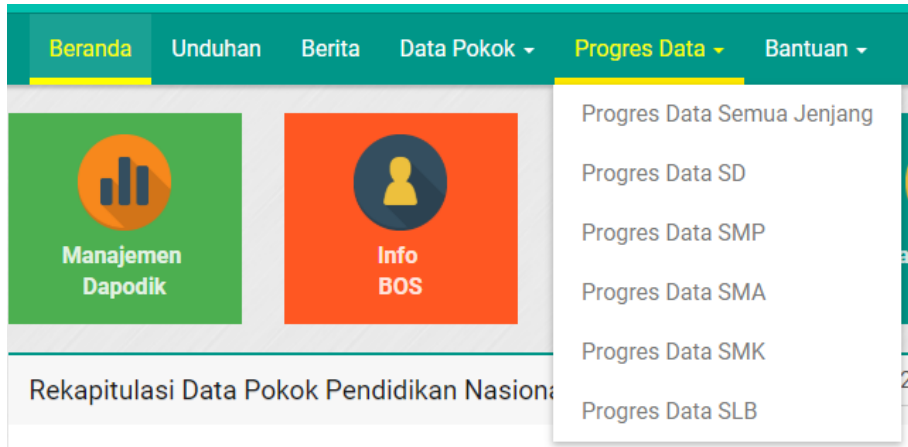 Beranda Unduhan Berita Data Pokok Progres Data Bantuan
Progres Data Semua Jenjang
Progres Data SD
Progres Data SMP
Progres Data SMA
Progres Data SMK
Progres Data SLB
Manajemen
Dapodik
Info
BOS
Rekapitulasi Data Pokok Pendidikan Nasiona